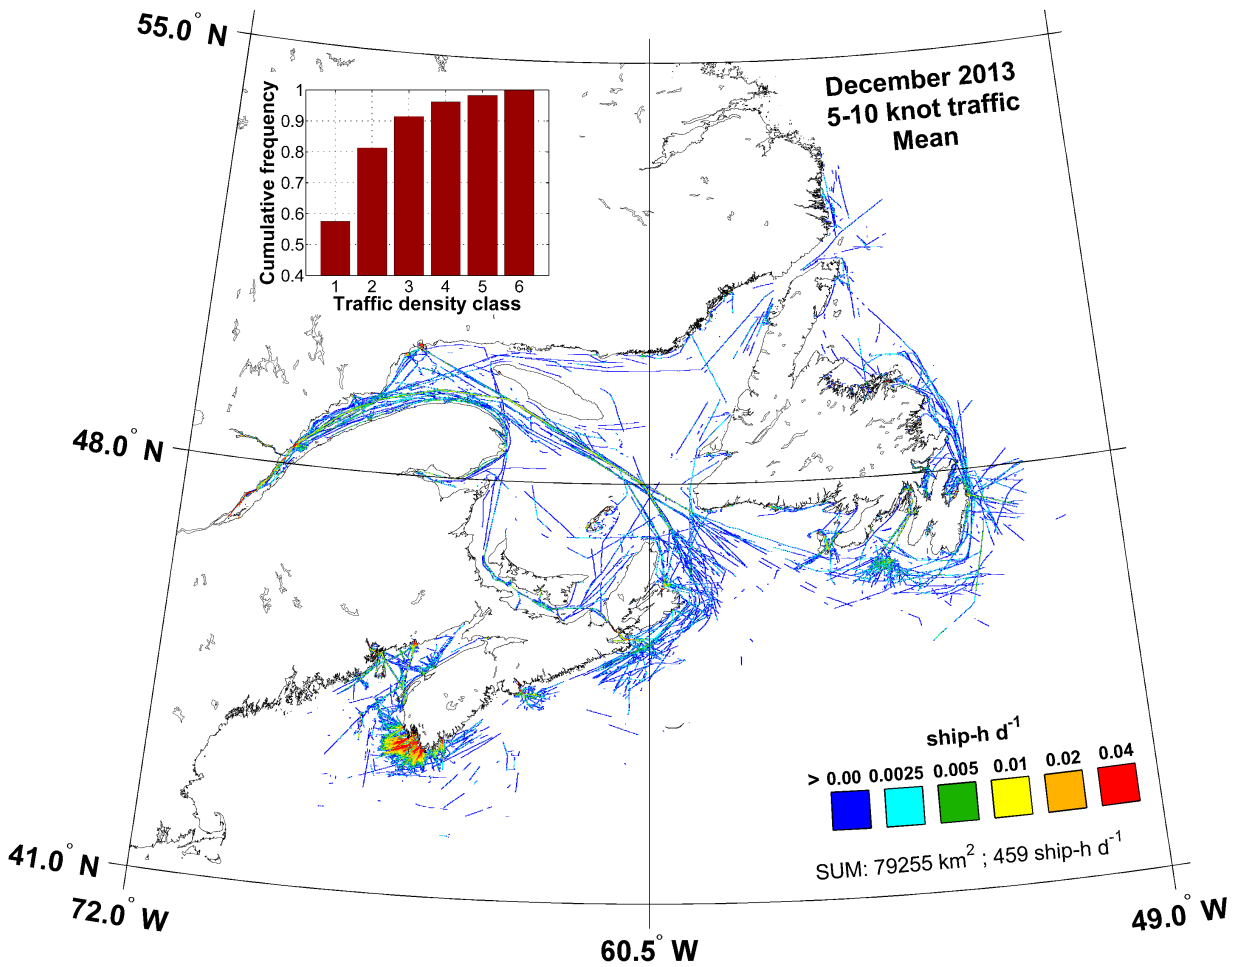 55.0° N
December 2013
5-10 knot traffic
Mean
Cumulative frequency
1
0.9
0.8
0.7
0.6
0.5
0.4
1 2 3 4 5 6
Traffic density class
48.0° N
ship-h d-1
> 0.00 0.0025 0.005 0.01 0.02 0.04
SUM: 79255 km2 ; 459 ship-h d-1
41.0° N
72.0° W
60.5° W
49.0° W